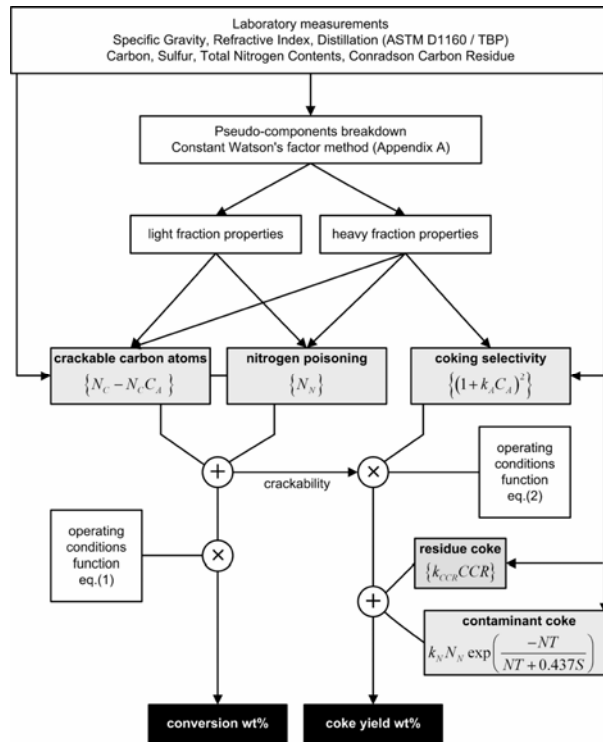 Laboratory measurements
Specific Gravity, Refractive Index, Distillation (ASTM D1160 / TBP)
Carbon, Sulfur, Total Nitrogen Contents, Conradson Carbon Residue
Pseudo-components breakdown
Constant Watson's factor method (Appendix A)
light fraction properties
heavy fraction properties
crackable carbon atoms
{N_C − N_C C_A}
nitrogen poisoning
{N_N}
coking selectivity
{(1 + k_A C_A)^2}
+
crackability
×
operating
conditions
function
eq.(2)
operating
conditions
function
eq.(1)
×
residue coke
{k_CCR CCR}
+
contaminant coke
k_N N_N exp(−NT / (NT + 0.437S))
conversion wt%
coke yield wt%